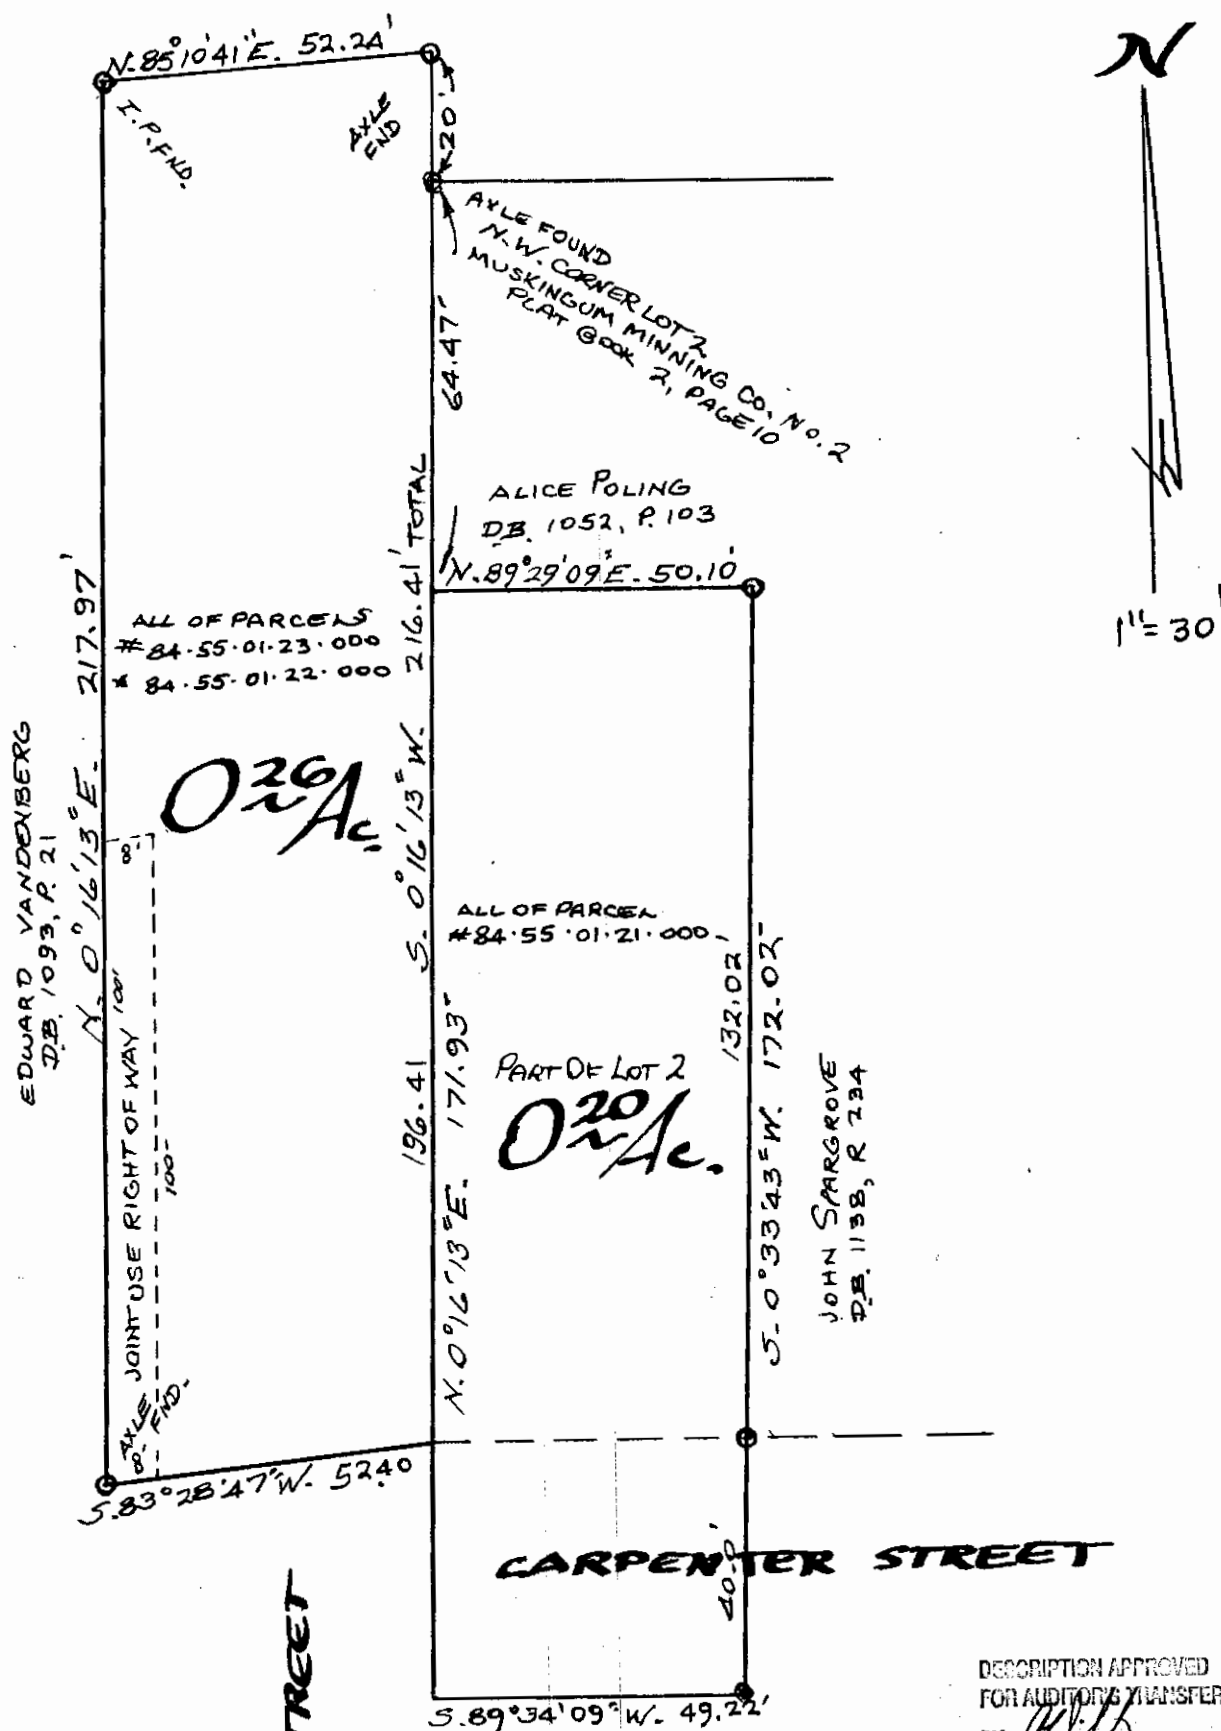 N. 85°10'41"E. 52.24'
N
I.P. FND.
AXLE
FND
20'
AXLE FOUND
N.W. CORNER LOT 2
MUSKINGUM MINNING CO. NO. 2
PLAT BOOK 2, PAGE 10
64.47'
ALICE POLING
D.B. 1052, P. 103
N. 89°29'09"E. 50.10'
1"= 30'
ALL OF PARCELS
#84·55·01·23·000
# 84·55·01·22·000
O 26 Ac.
EDWARD VANDENBERG
D.B. 1093, P. 21
N. 0°16'13"E. 217.97'
S. 0°16'13"W. 216.41' TOTAL
ALL OF PARCEL
#84·55·01·21·000
8'
JOINT USE RIGHT OF WAY 100'
100'
196.41
N. 0°16'13"E. 171.93'
PART OF LOT 2
O 20 Ac.
132.02'
S. 0°33'43"W. 172.02'
JOHN SPARGROVE
D.B. 1138, P. 234
8'
AXLE
FND.
S. 83°28'47"W. 52.40
CARPENTER STREET
40.0'
STREET
S. 89°34'09"W. 49.22'
DESCRIPTION APPROVED
FOR AUDITOR'S TRANSFER